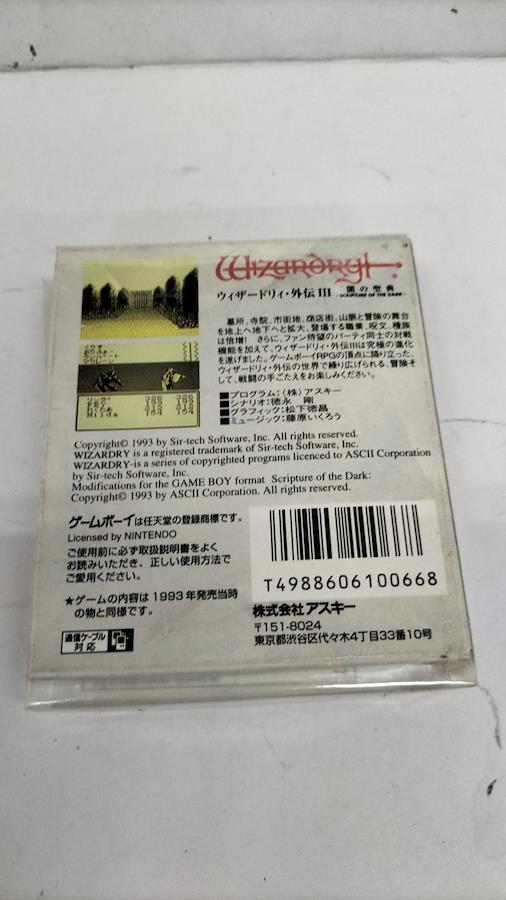 WIZARDRY
ウィザードリィ・外伝III 闇の聖典
-SCRIPTURE OF THE DARK-
墓所、寺院、市街地、商店街、山脈と冒険の舞台
を地上へ地下へと拡大、登場する職業、呪文、種族
は倍増! さらに、ファン待望のパーティ同士の対戦
機能を加えて、ウィザードリィ・外伝IIIは究極の進化
を遂げました。ゲームボーイRPGの頂点に降り立った、
ウィザードリィ・外伝の世界で繰り広げられる、冒険そ
して、戦闘の手ごたえをお楽しみください。
■プログラム:(株)アスキー
■シナリオ:徳永 剛
■グラフィック:松下徳昌
■ミュージック:藤原いくろう
Copyright© 1993 by Sir-tech Software, Inc. All rights reserved.
WIZARDRY is a registered trademark of Sir-tech Software, Inc.
WIZARDRY-is a series of copyrighted programs licenced to ASCII Corporation
by Sir-tech Software, Inc.
Modifications for the GAME BOY format Scripture of the Dark:
Copyright© 1993 by ASCII Corporation. All rights reserved.
ゲームボーイは任天堂の登録商標です。
Licensed by NINTENDO
ご使用前に必ず取扱説明書をよく
お読みいただき、正しい使用方法で
ご愛用ください。
★ゲームの内容は1993年発売当時
の物と同様です。
通信ケーブル
対応
T4988606100668
株式会社アスキー
〒151-8024
東京都渋谷区代々木4丁目33番10号